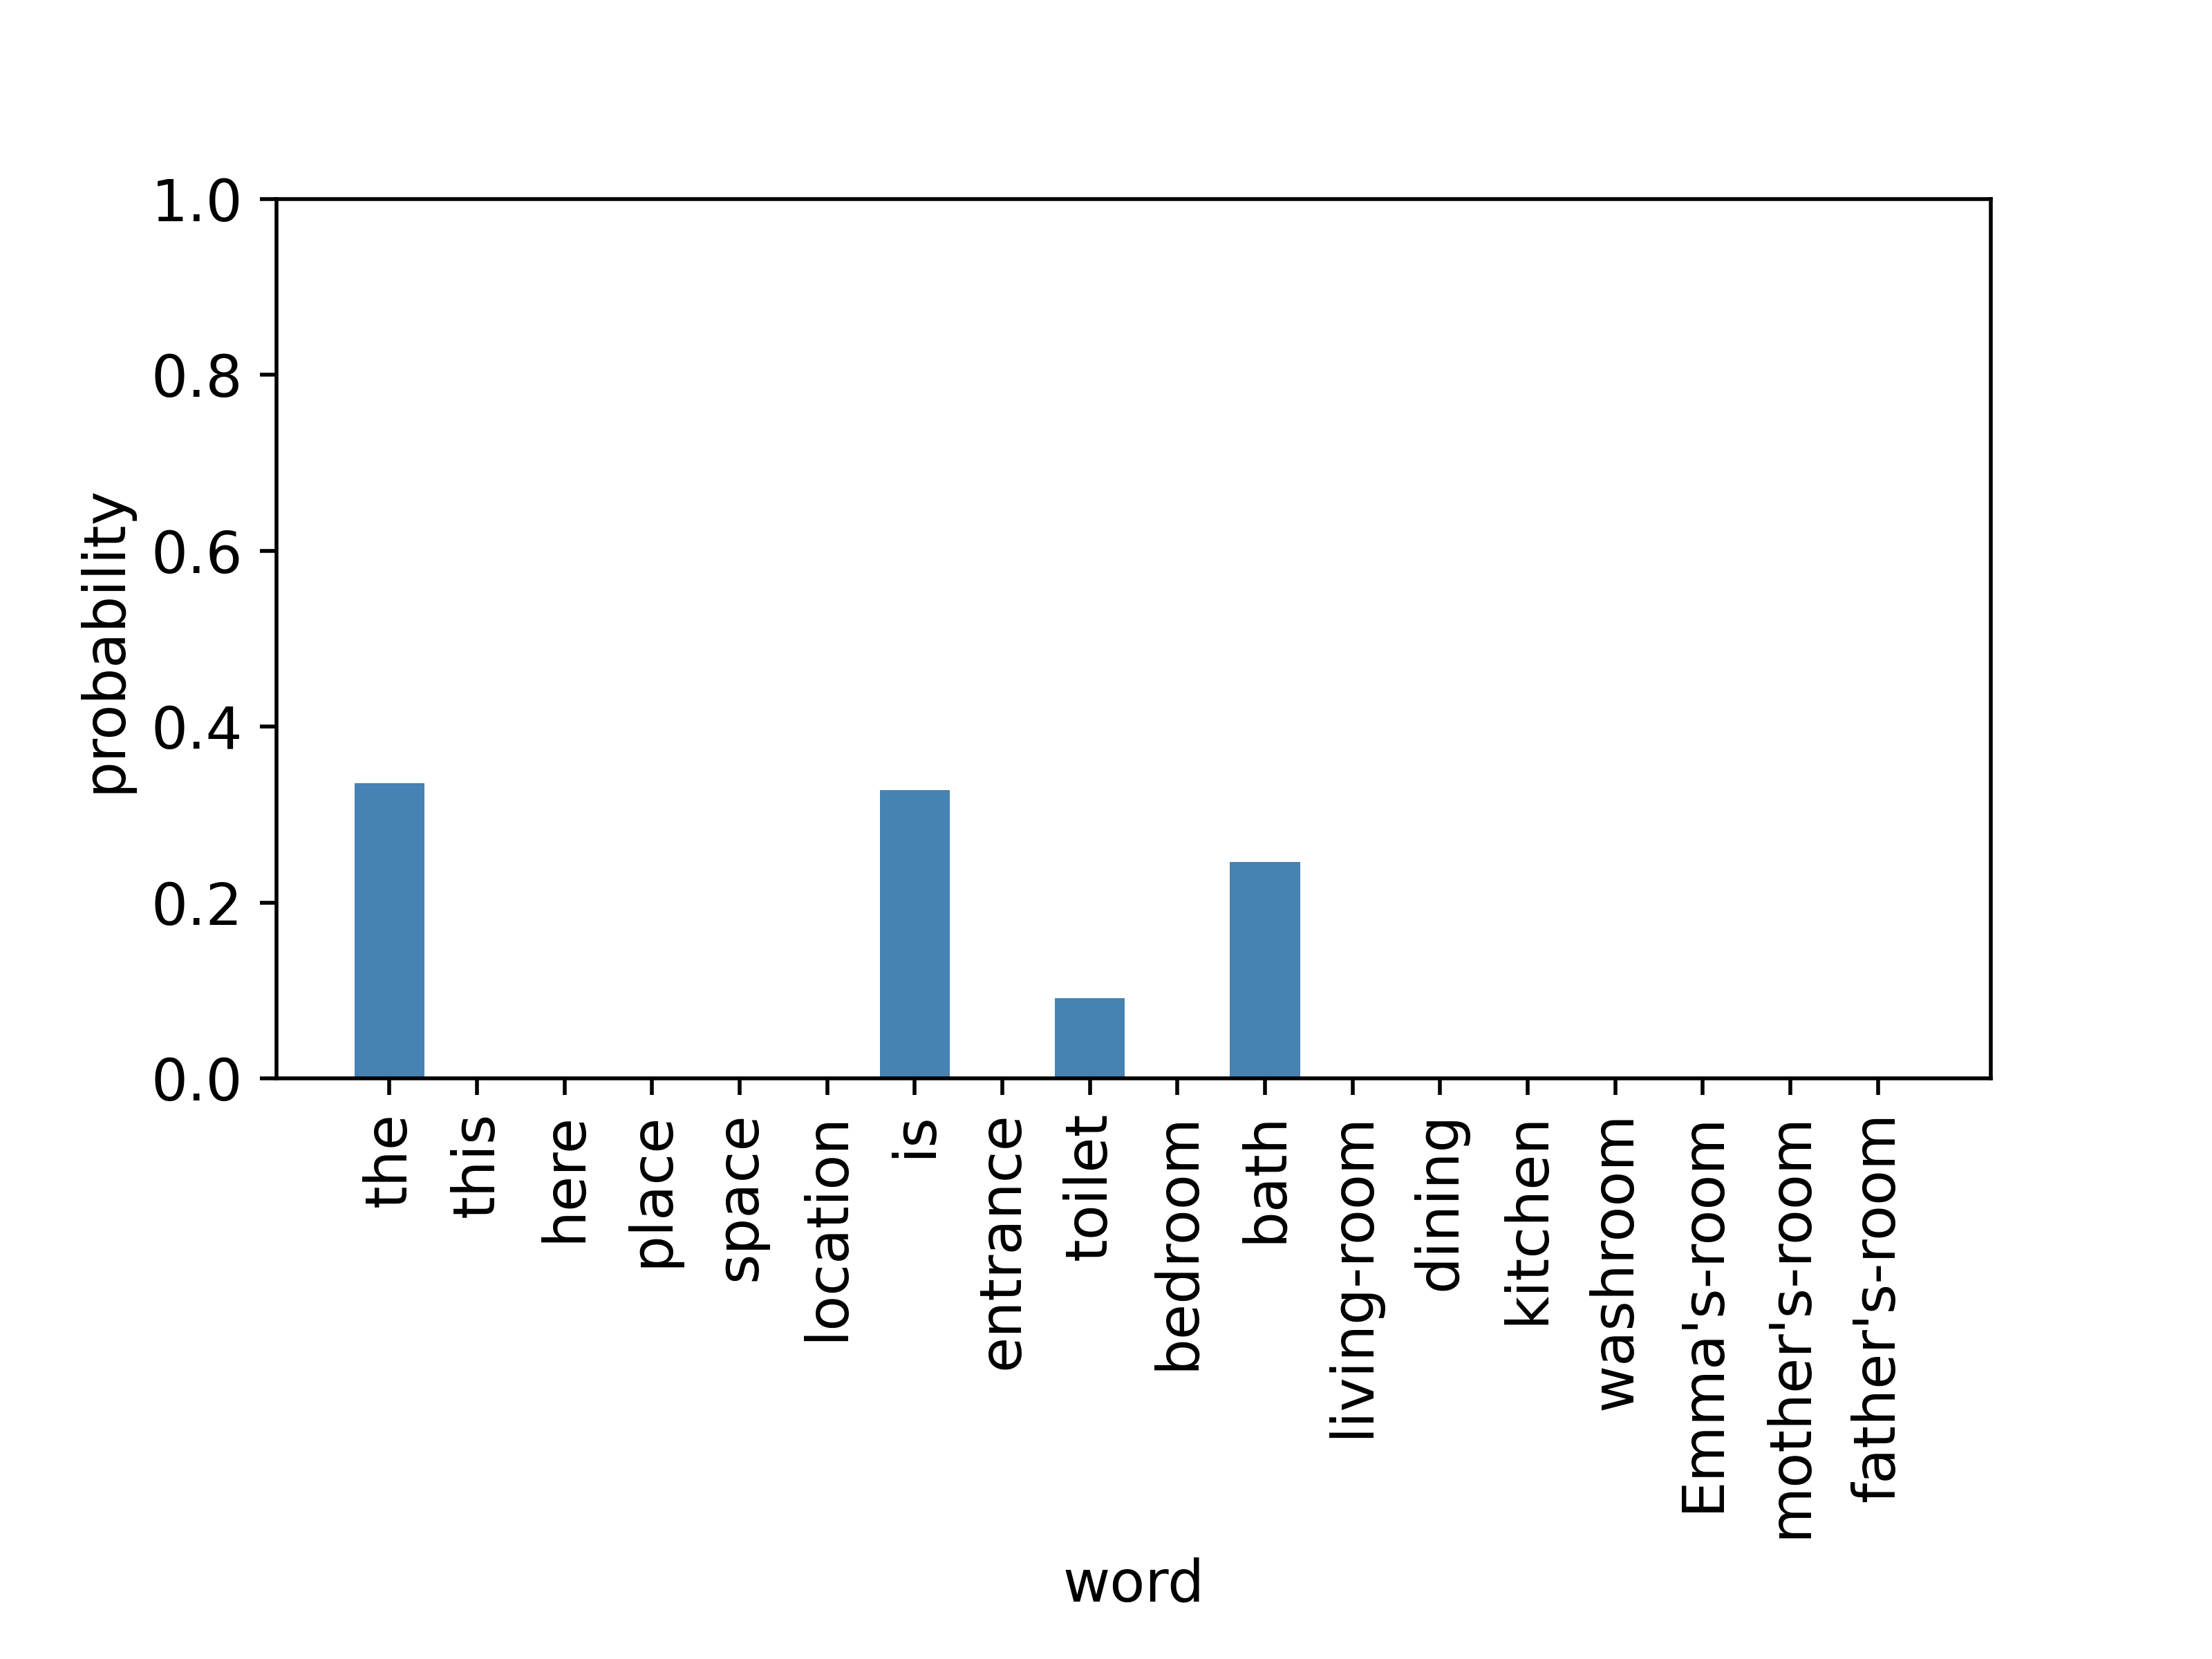 1.0
0.8
0.6
0.4
0.2
0.0
probability
the
this
here
place
space
location
is
entrance
toilet
bedroom
bath
living-room
dining
kitchen
washroom
Emma's-room
mother's-room
father's-room
word